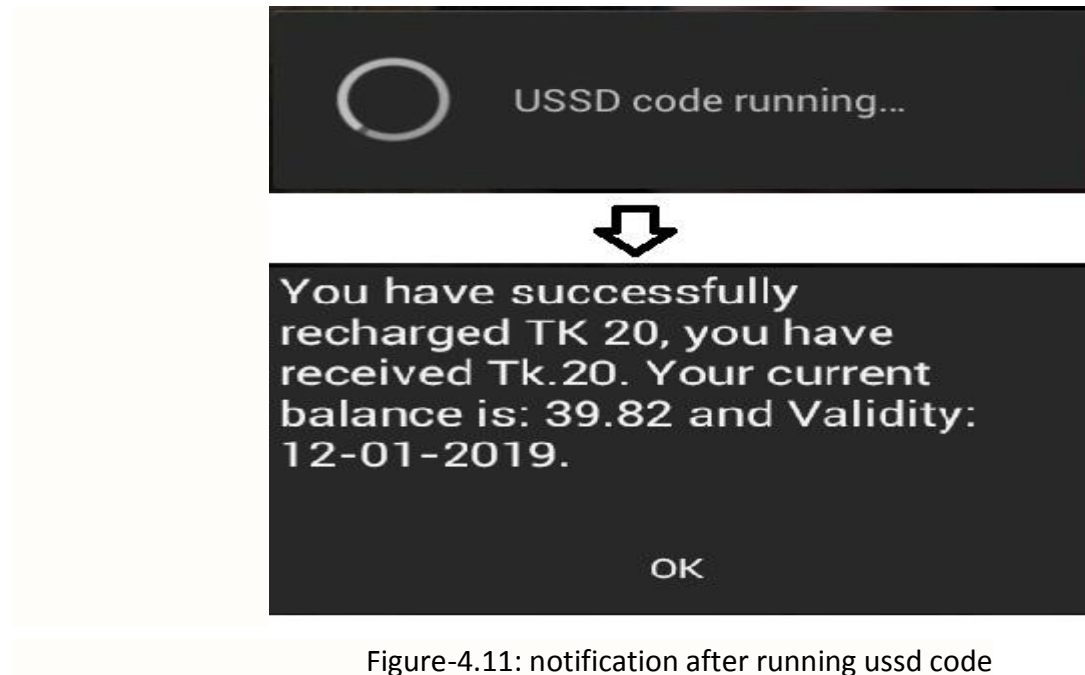 USSD code running...
You have successfully
recharged TK 20, you have
received Tk.20. Your current
balance is: 39.82 and Validity:
12-01-2019.
OK
Figure-4.11: notification after running ussd code